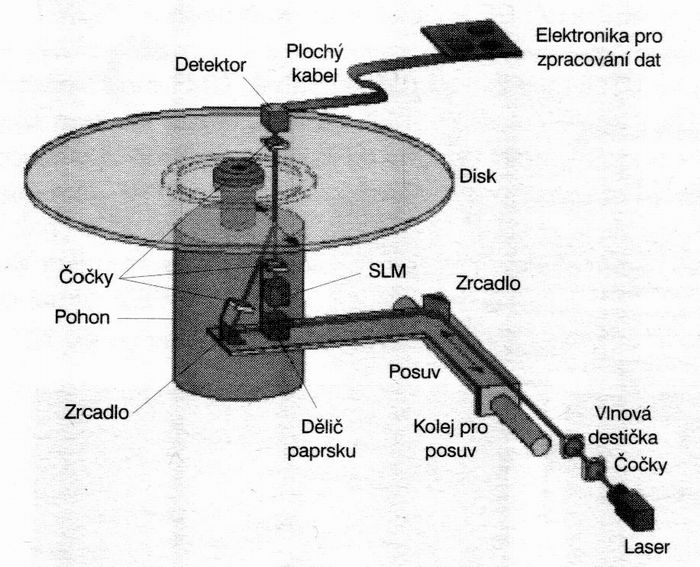 Elektronika pro
zpracování dat
Plochý
kabel
Detektor
Disk
Čočky
SLM
Zrcadlo
Pohon
Posuv
Zrcadlo
Dělič
paprsku
Kolej pro
posuv
Vlnová
destička
Čočky
Laser